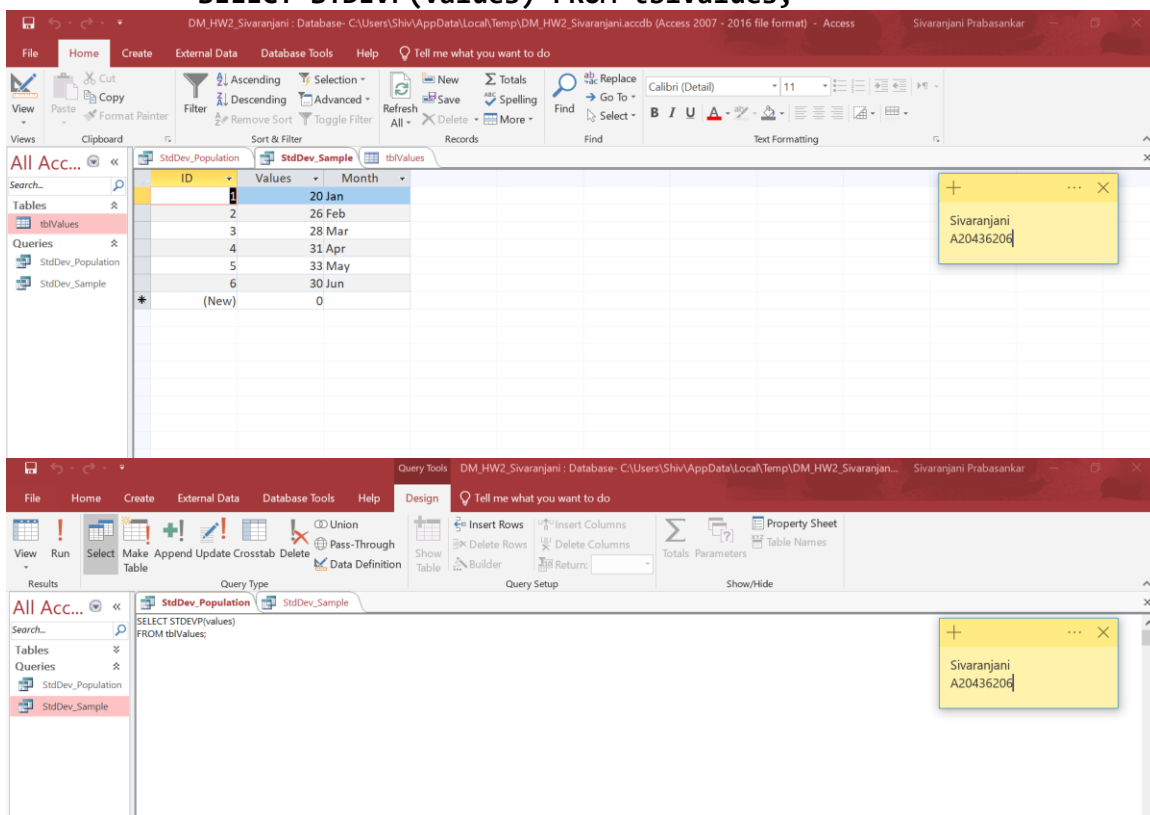 SELECT STDEVP(values) FROM tblValues;
DM_HW2_Sivaranjani : Database- C:\Users\Shiv\AppData\Local\Temp\DM_HW2_Sivaranjani.accdb (Access 2007 - 2016 file format) - Access Sivaranjani Prabasankar
File Home Create External Data Database Tools Help Tell me what you want to do
View Paste Cut Copy Format Painter Filter Ascending Descending Remove Sort Selection Advanced Toggle Filter Refresh All New Save Delete Totals Spelling More Find Replace Go To Select Calibri (Detail) 11 B I U A
Views Clipboard Sort & Filter Records Find Text Formatting
All Acc... StdDev_Population StdDev_Sample tblValues
Search...
Tables
tblValues
Queries
StdDev_Population
StdDev_Sample
ID Values Month
1 20 Jan
2 26 Feb
3 28 Mar
4 31 Apr
5 33 May
6 30 Jun
(New) 0
Sivaranjani
A20436206
Query Tools DM_HW2_Sivaranjani : Database- C:\Users\Shiv\AppData\Local\Temp\DM_HW2_Sivaranjan... Sivaranjani Prabasankar
File Home Create External Data Database Tools Help Design Tell me what you want to do
View Run Select Make Table Append Update Crosstab Delete Union Pass-Through Data Definition Show Table Insert Rows Delete Rows Builder Insert Columns Delete Columns Return: Totals Parameters Property Sheet Table Names
Results Query Type Query Setup Show/Hide
All Acc... StdDev_Population StdDev_Sample
Search...
Tables
Queries
StdDev_Population
StdDev_Sample
SELECT STDEVP(values)
FROM tblValues;
Sivaranjani
A20436206